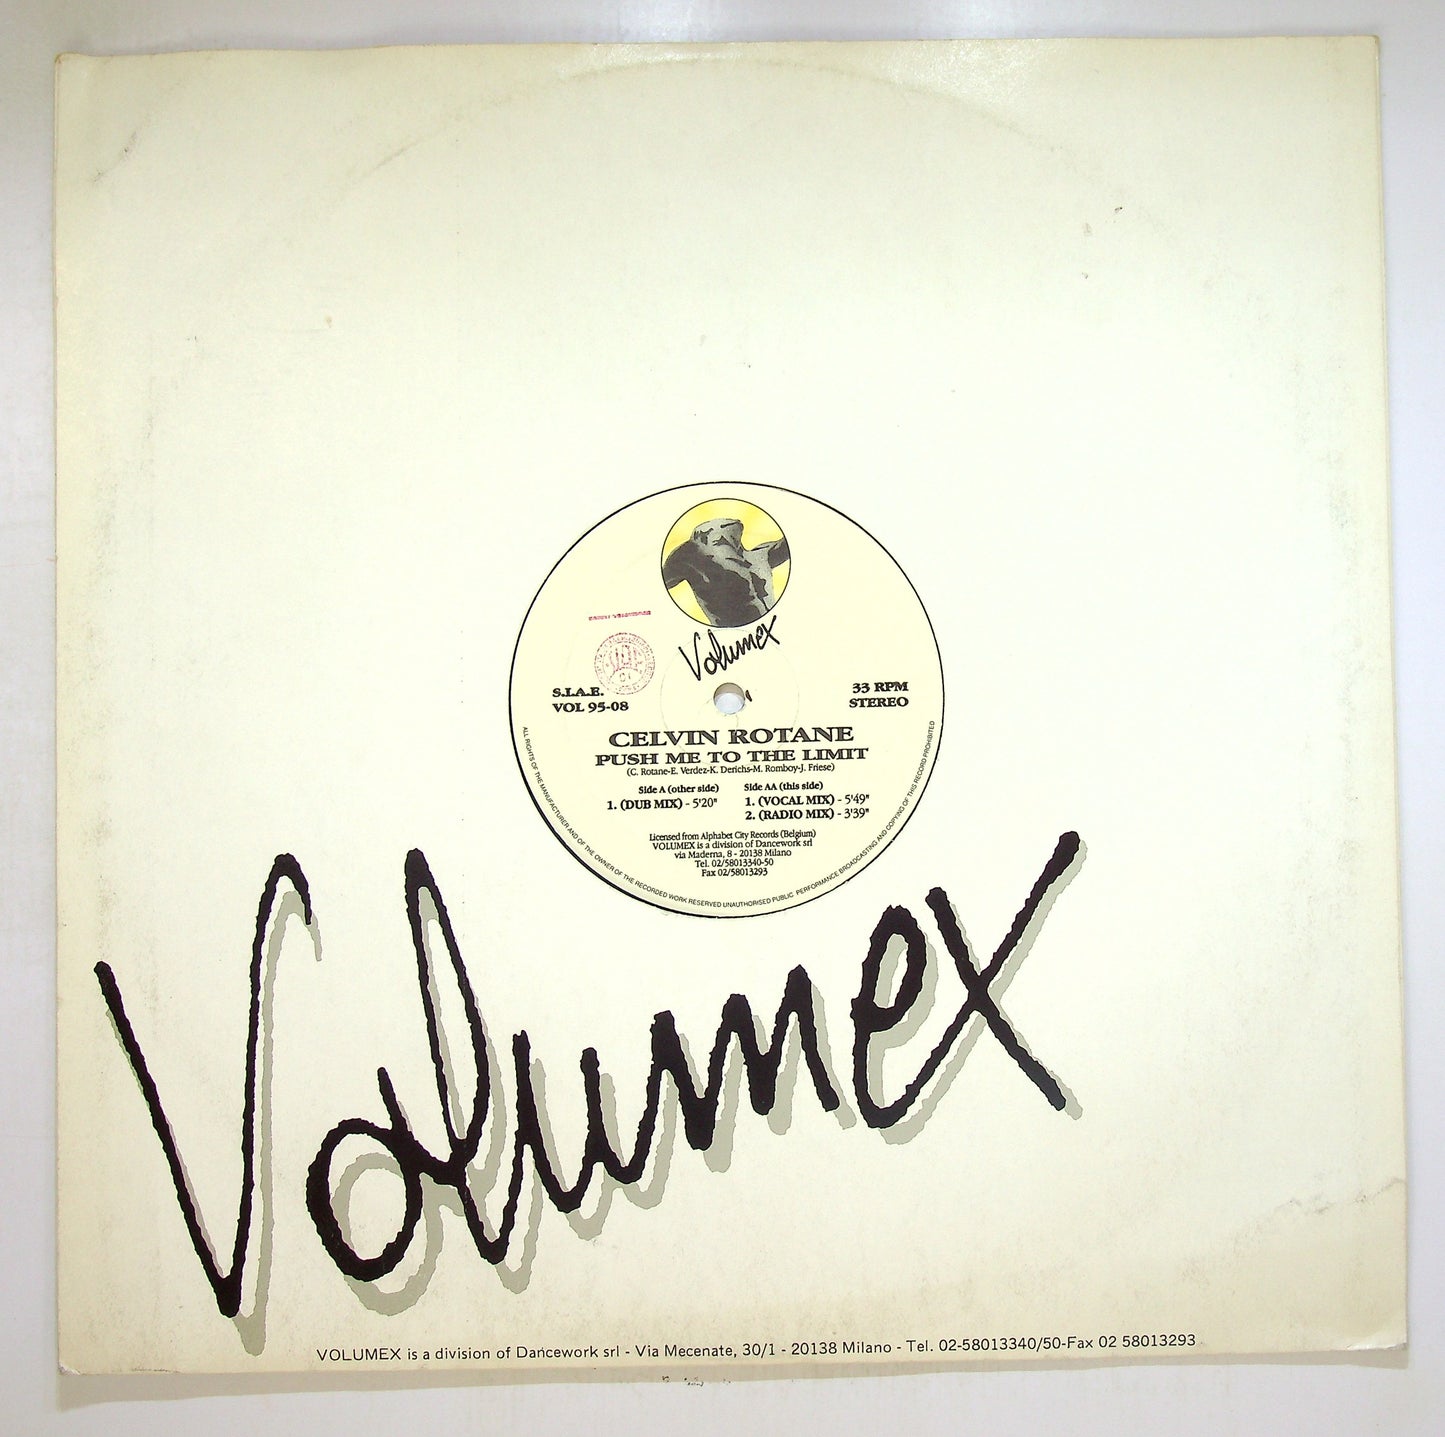 Volumex
S.I.A.E.
VOL 95-08
33 RPM
STEREO
CELVIN ROTANE
PUSH ME TO THE LIMIT
(C. Rotane-E. Verdez-K. Derichs-M. Romboy-J. Friese)
Side A (other side)
1. (DUB MIX) - 5'20"
Side AA (this side)
1. (VOCAL MIX) - 5'49"
2. (RADIO MIX) - 3'39"
Licensed from Alphabet City Records (Belgium)
VOLUMEX is a division of Dancework srl
via Maderna, 8 - 20138 Milano
Tel. 02/58013340-50
Fax 02/58013293
ALL RIGHTS OF THE MANUFACTURER AND OF THE OWNER OF THE RECORDED WORK RESERVED UNAUTHORISED PUBLIC PERFORMANCE BROADCASTING AND COPYING OF THIS RECORD PROHIBITED
Volumex
VOLUMEX is a division of Dancework srl - Via Mecenate, 30/1 - 20138 Milano - Tel. 02-58013340/50-Fax 02 58013293